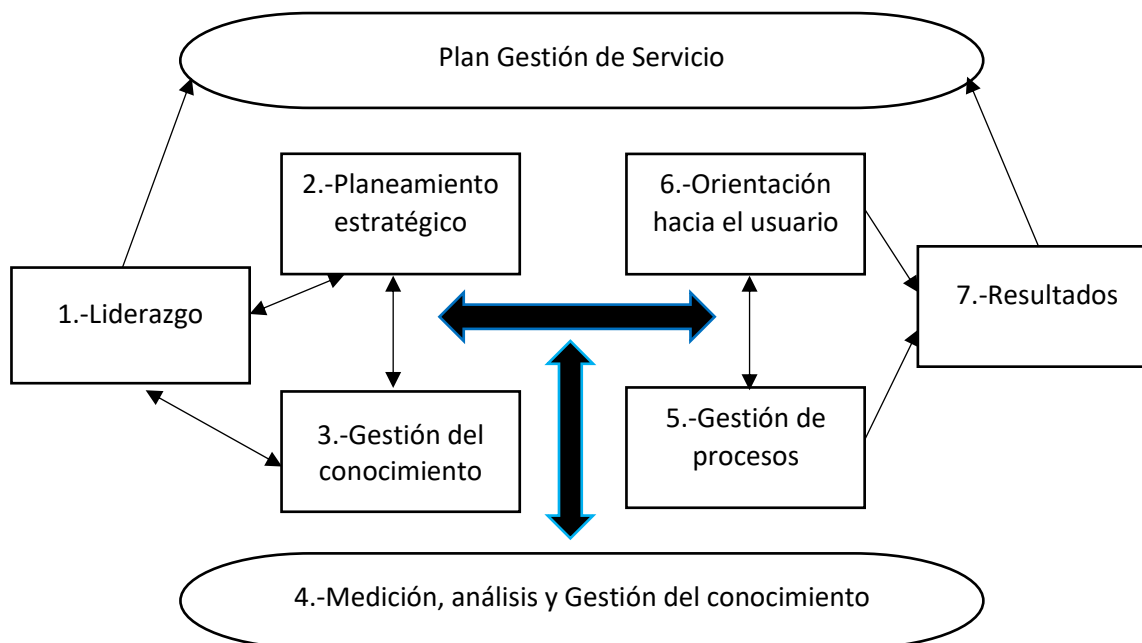 Plan Gestión de Servicio
2.-Planeamiento
estratégico
6.-Orientación
hacia el usuario
1.-Liderazgo
7.-Resultados
3.-Gestión del
conocimiento
5.-Gestión de
procesos
4.-Medición, análisis y Gestión del conocimiento